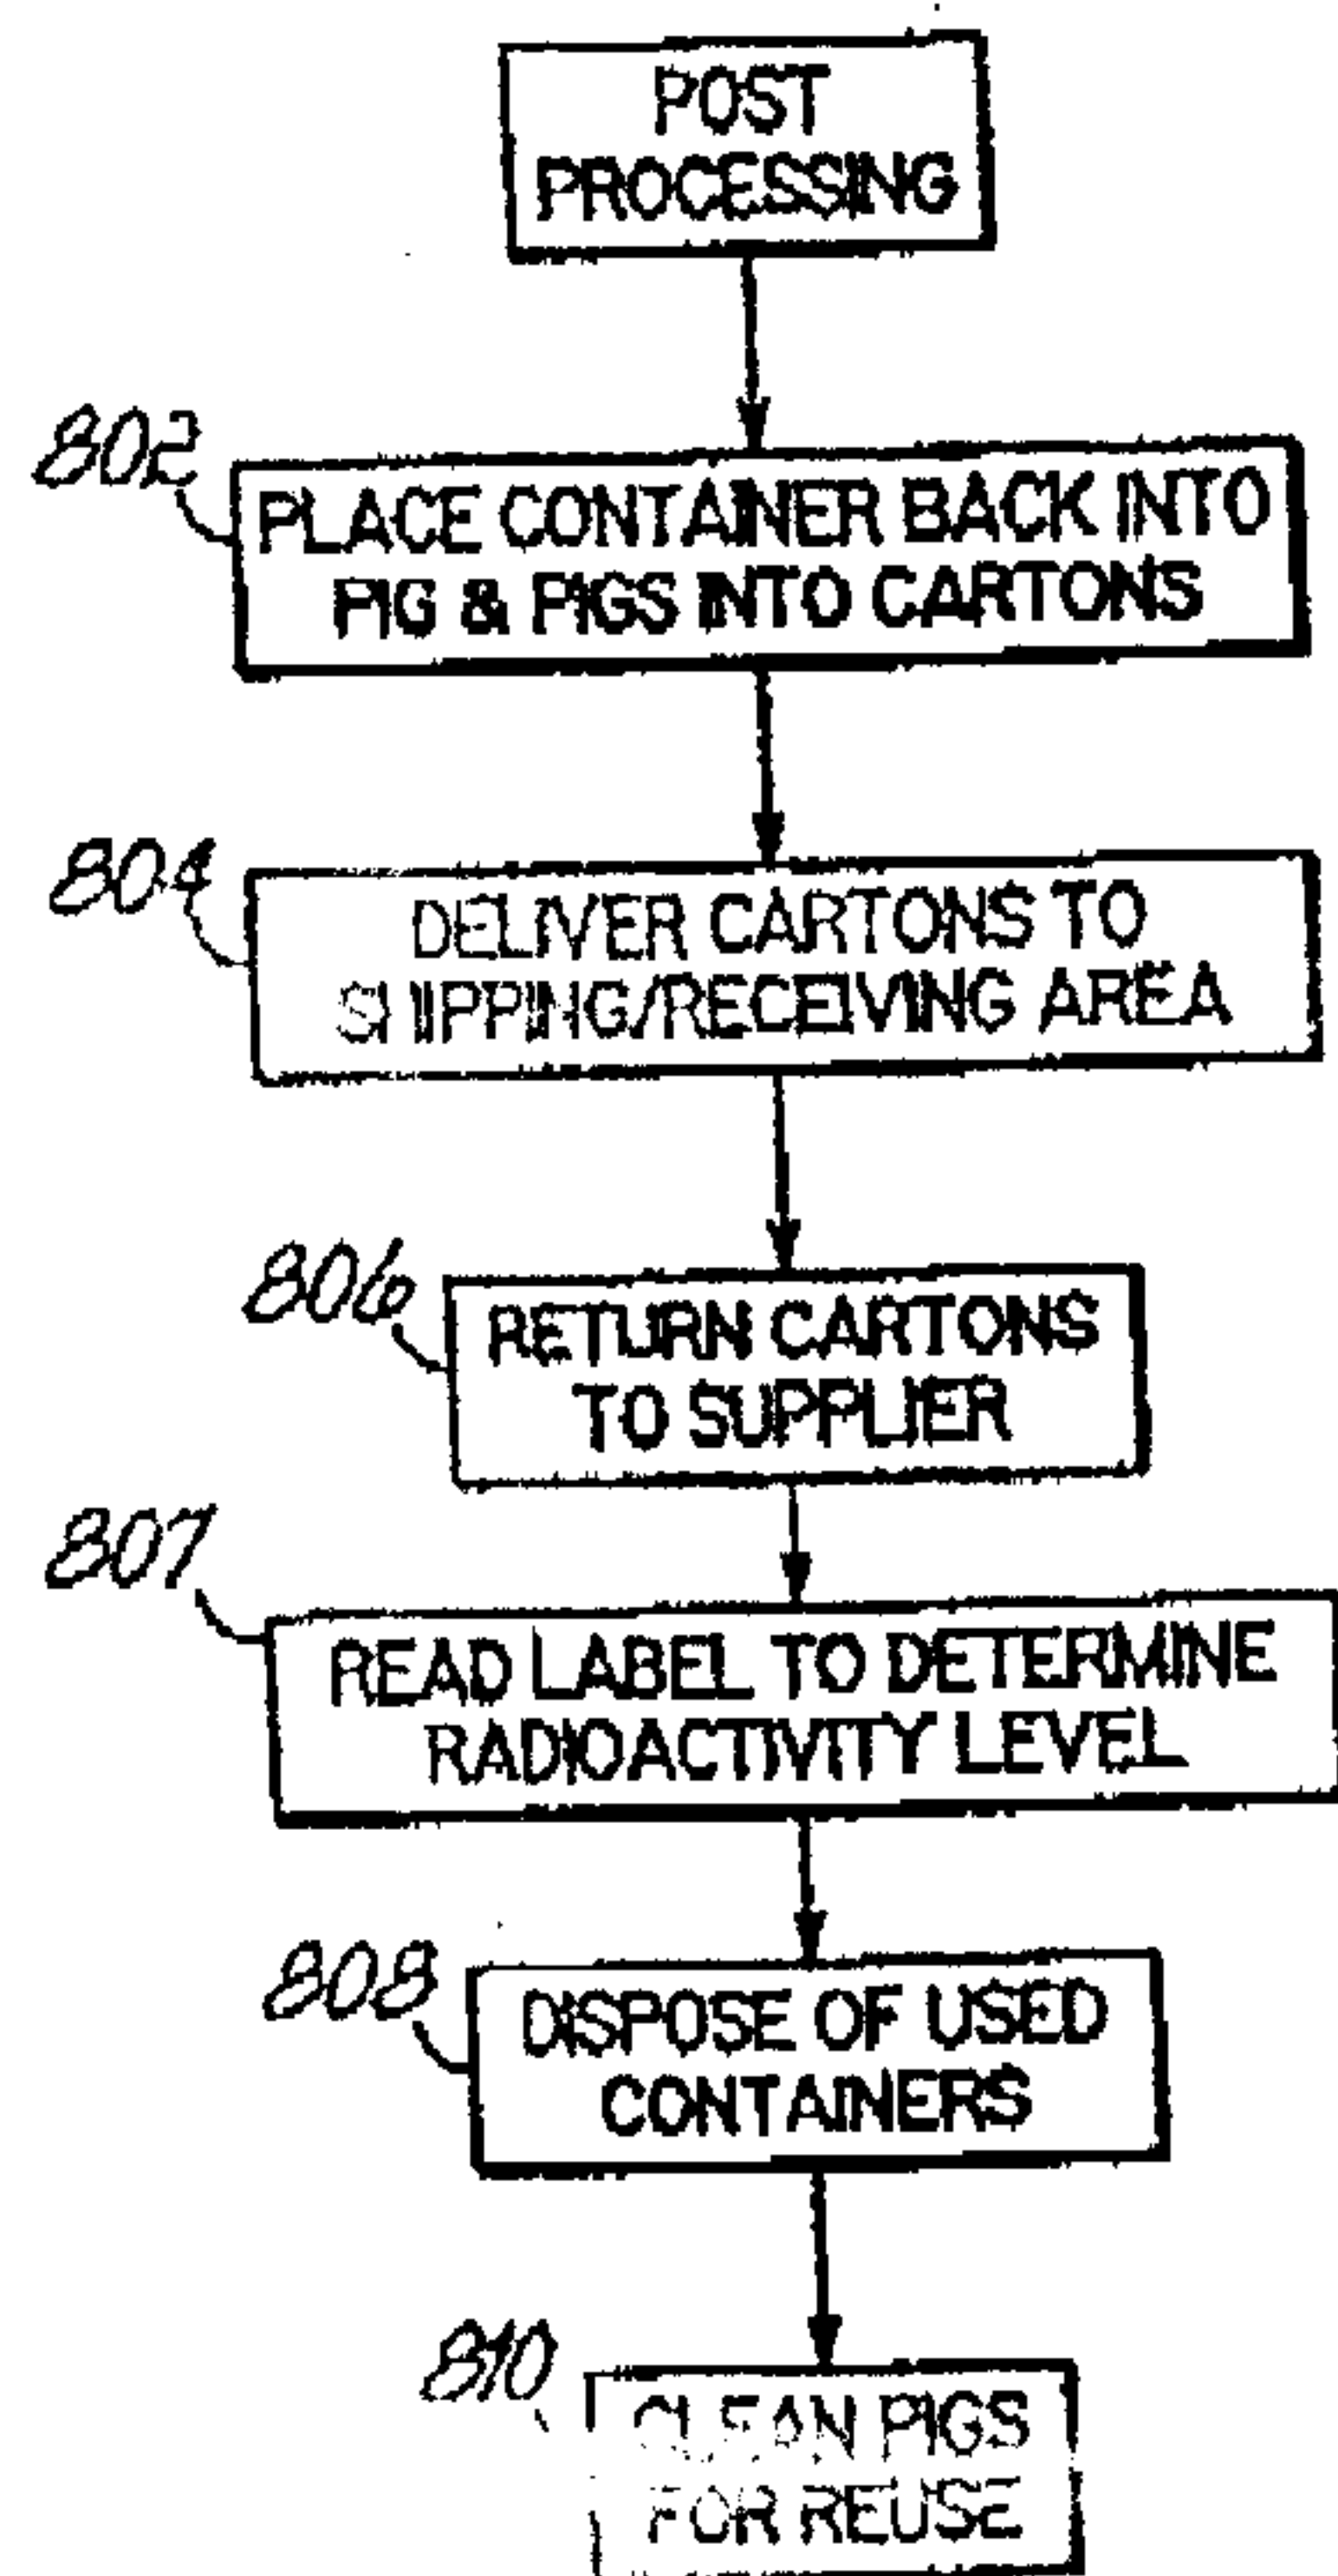 POST
PROCESSING
802
PLACE CONTAINER BACK INTO
PIG & PIGS INTO CARTONS
804
DELIVER CARTONS TO
SHIPPING/RECEIVING AREA
806
RETURN CARTONS
TO SUPPLIER
807
READ LABEL TO DETERMINE
RADIOACTIVITY LEVEL
808
DISPOSE OF USED
CONTAINERS
810
CLEAN PIGS
FOR REUSE